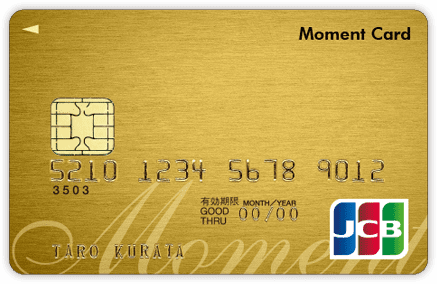 Moment Card
5210 1234 5678 9012
3503
有効期限 MONTH/YEAR
GOOD THRU 00/00
TARO KURATA
JCB
Moment